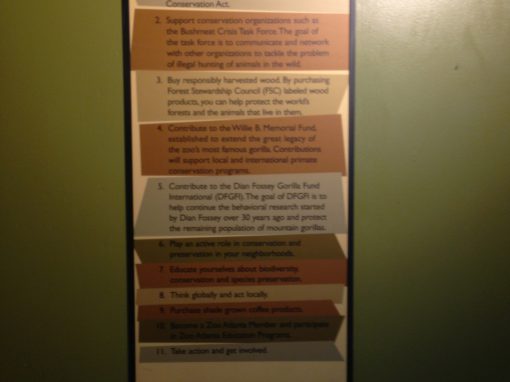 Conservation Act.
2. Support conservation organizations such as
the Bushmeat Crisis Task Force. The goal of
the task force is to communicate and network
with other organizations to tackle the problem
of illegal hunting of animals in the wild.
3. Buy responsibly harvested wood. By purchasing
Forest Stewardship Council (FSC) labeled wood
products, you can help protect the world's
forests and the animals that live in them.
4. Contribute to the Willie B. Memorial Fund,
established to extend the great legacy of
the zoo's most famous gorilla. Contributions
will support local and international primate
conservation programs.
5. Contribute to the Dian Fossey Gorilla Fund
International (DFGFI). The goal of DFGFI is to
help continue the behavioral research started
by Dian Fossey over 30 years ago and protect
the remaining population of mountain gorillas.
6. Play an active role in conservation and
preservation in your neighborhoods.
7. Educate yourselves about biodiversity,
conservation and species preservation.
8. Think globally and act locally.
9. Purchase shade grown coffee products.
10. Become a Zoo Atlanta Member and participate
in Zoo Atlanta Education Programs.
11. Take action and get involved.